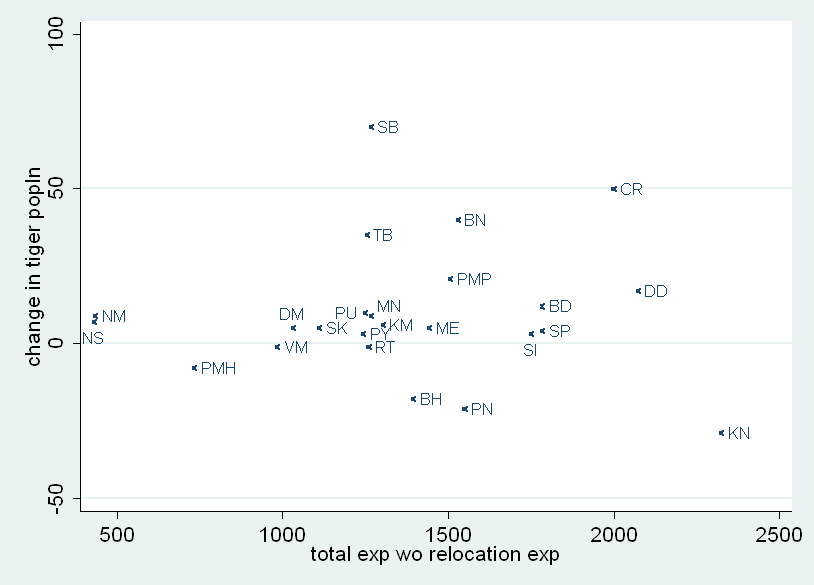 100
SB
50
CR
BN
TB
PMP
DD
BD
MN
PU
DM
NM
KM
SK
PY
ME
SP
NS
0
VM
RT
SI
PMH
BH
PN
KN
-50
change in tiger popln
500 1000 1500 2000 2500
total exp wo relocation exp